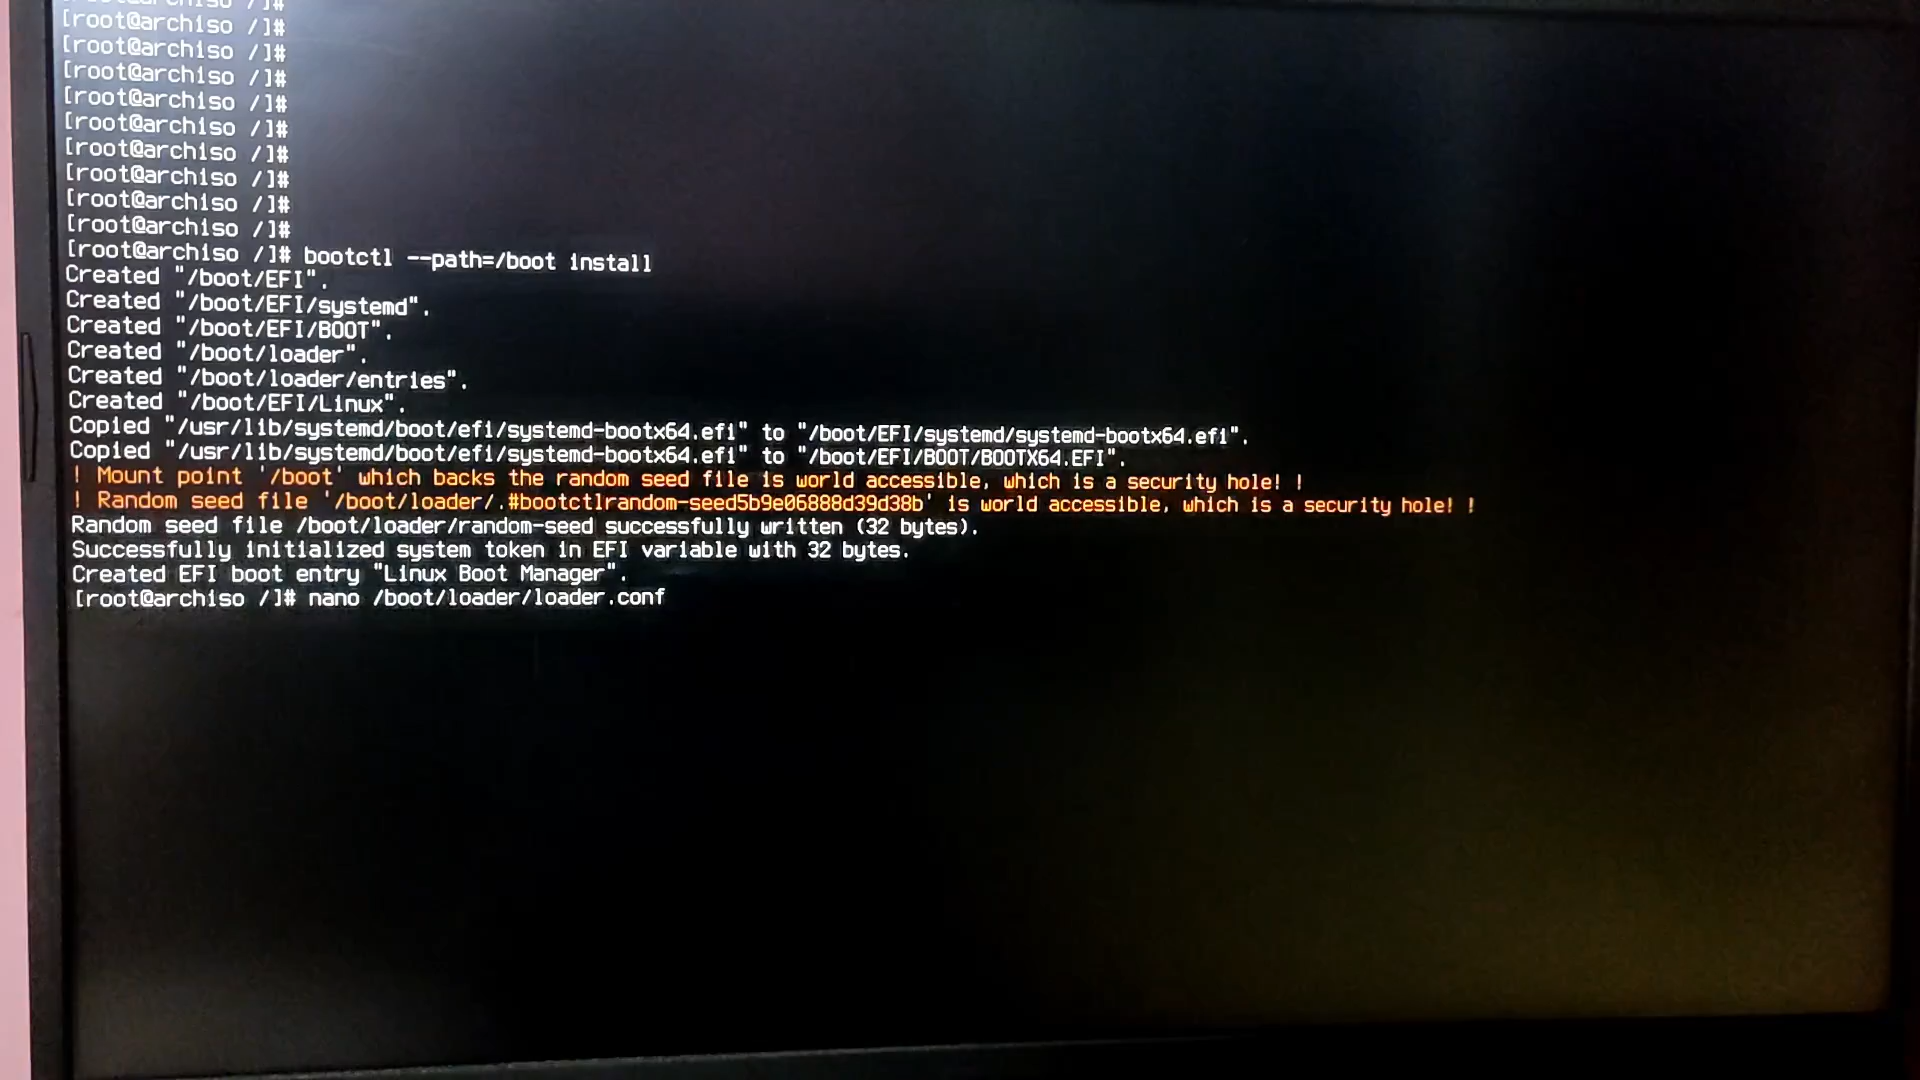 [root@archiso /]#
[root@archiso /]#
[root@archiso /]#
[root@archiso /]#
[root@archiso /]#
[root@archiso /]#
[root@archiso /]#
[root@archiso /]#
[root@archiso /]#
[root@archiso /]#
[root@archiso /]# bootctl --path=/boot install
Created "/boot/EFI".
Created "/boot/EFI/systemd".
Created "/boot/EFI/BOOT".
Created "/boot/loader".
Created "/boot/loader/entries".
Created "/boot/EFI/Linux".
Copied "/usr/lib/systemd/boot/efi/systemd-bootx64.efi" to "/boot/EFI/systemd/systemd-bootx64.efi".
Copied "/usr/lib/systemd/boot/efi/systemd-bootx64.efi" to "/boot/EFI/BOOT/BOOTX64.EFI".
! Mount point '/boot' which backs the random seed file is world accessible, which is a security hole! !
! Random seed file '/boot/loader/.#bootctlrandom-seed5b9e06888d39d38b' is world accessible, which is a security hole! !
Random seed file /boot/loader/random-seed successfully written (32 bytes).
Successfully initialized system token in EFI variable with 32 bytes.
Created EFI boot entry "Linux Boot Manager".
[root@archiso /]# nano /boot/loader/loader.conf